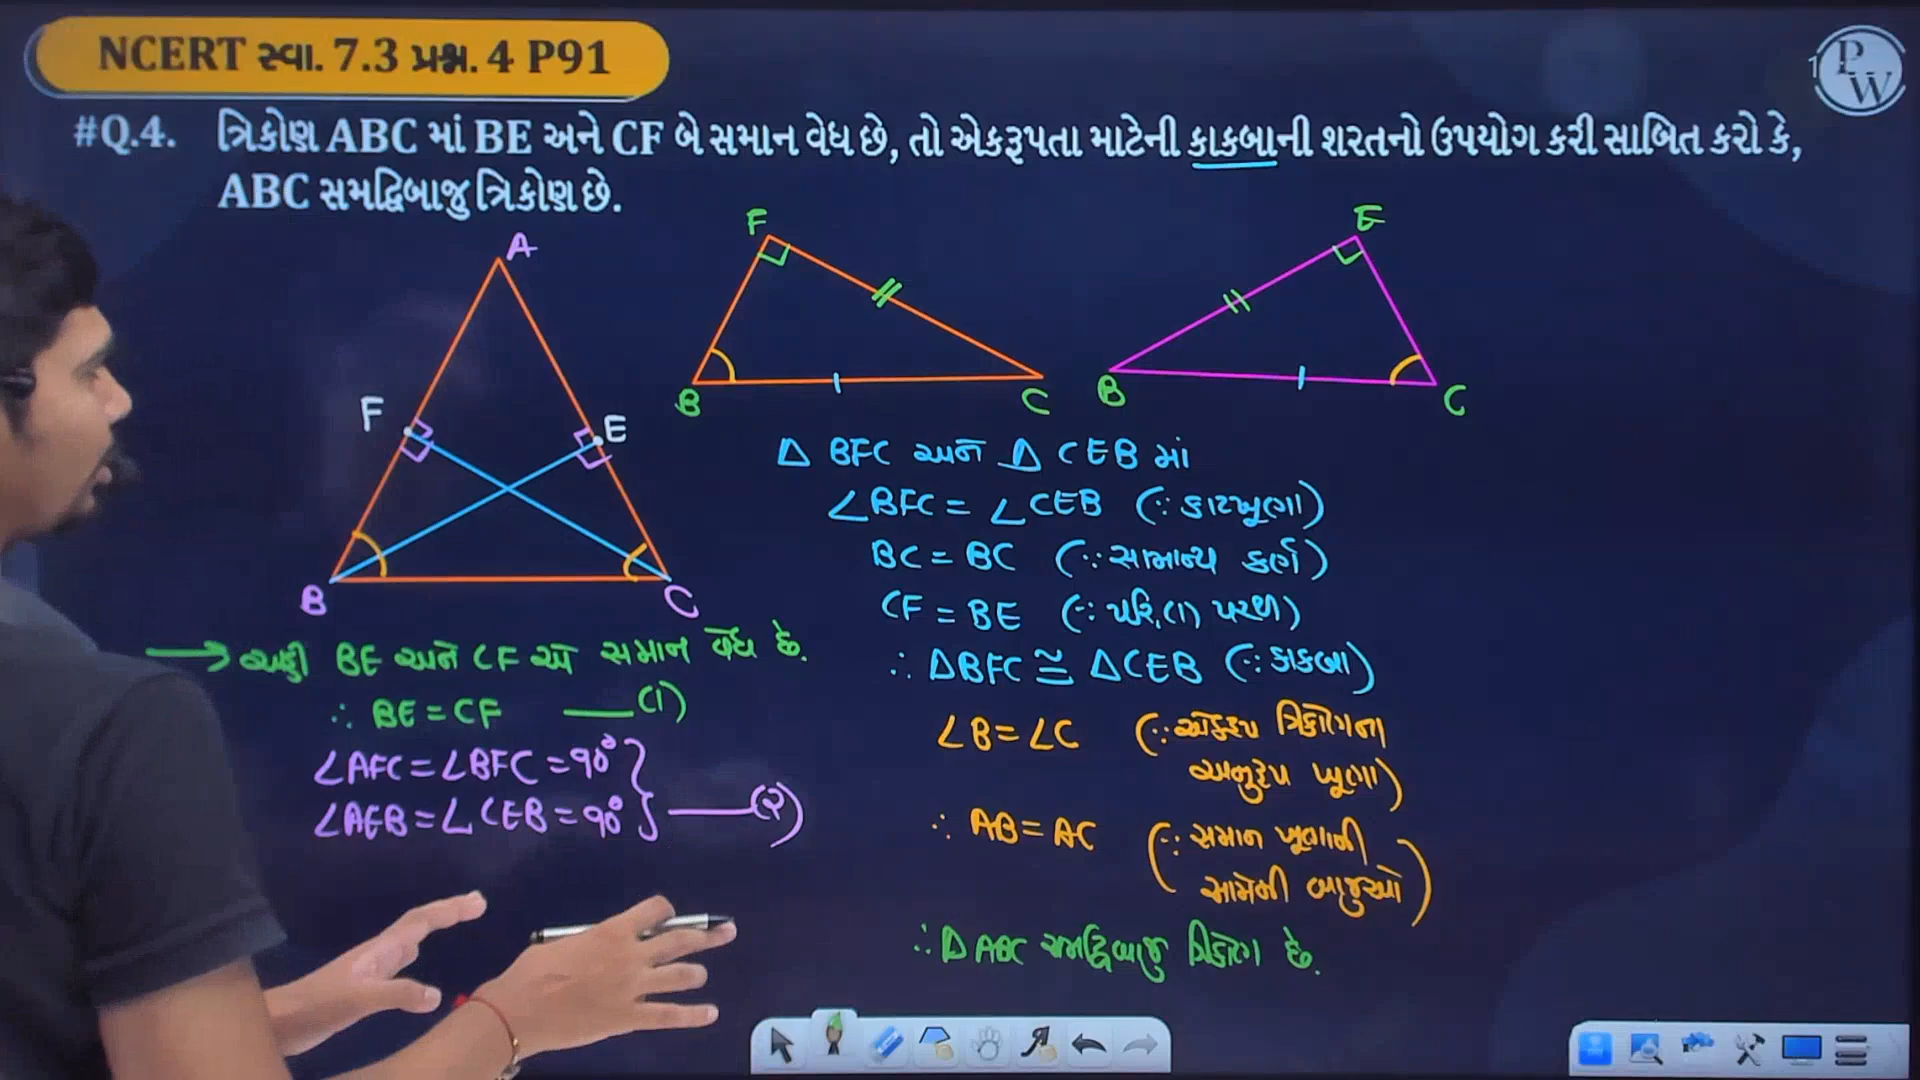 NCERT સ્વા. 7.3 પ્રશ્ન. 4 P91
PW
#Q.4. ત્રિકોણ ABC માં BE અને CF બે સમાન વેધ છે, તો એકરૂપતા માટેની કાકબાની શરતનો ઉપયોગ કરી સાબિત કરો કે,
ABC સમદ્વિબાજુ ત્રિકોણ છે.
A
F
E
B
C
F
B
C
E
B
C
→ અહીં BE અને CF એ સમાન વેધ છે.
∴ BE = CF —(1)
∠AFC = ∠BFC = 90°
∠AEB = ∠CEB = 90° —(2)
Δ BFC અને Δ CEB માં
∠BFC = ∠CEB (∵ કાટખૂણા)
BC = BC (∵ સામાન્ય કર્ણ)
CF = BE (∵ પરિ.(1) પરથી)
∴ ΔBFC ≅ ΔCEB (∵ કાકબા)
∠B = ∠C (∵ એકરૂપ ત્રિકોણના
અનુરૂપ ખૂણા)
∴ AB = AC (∵ સમાન ખૂણાની
સામેની બાજુઓ)
∴ Δ ABC સમદ્વિબાજુ ત્રિકોણ છે.